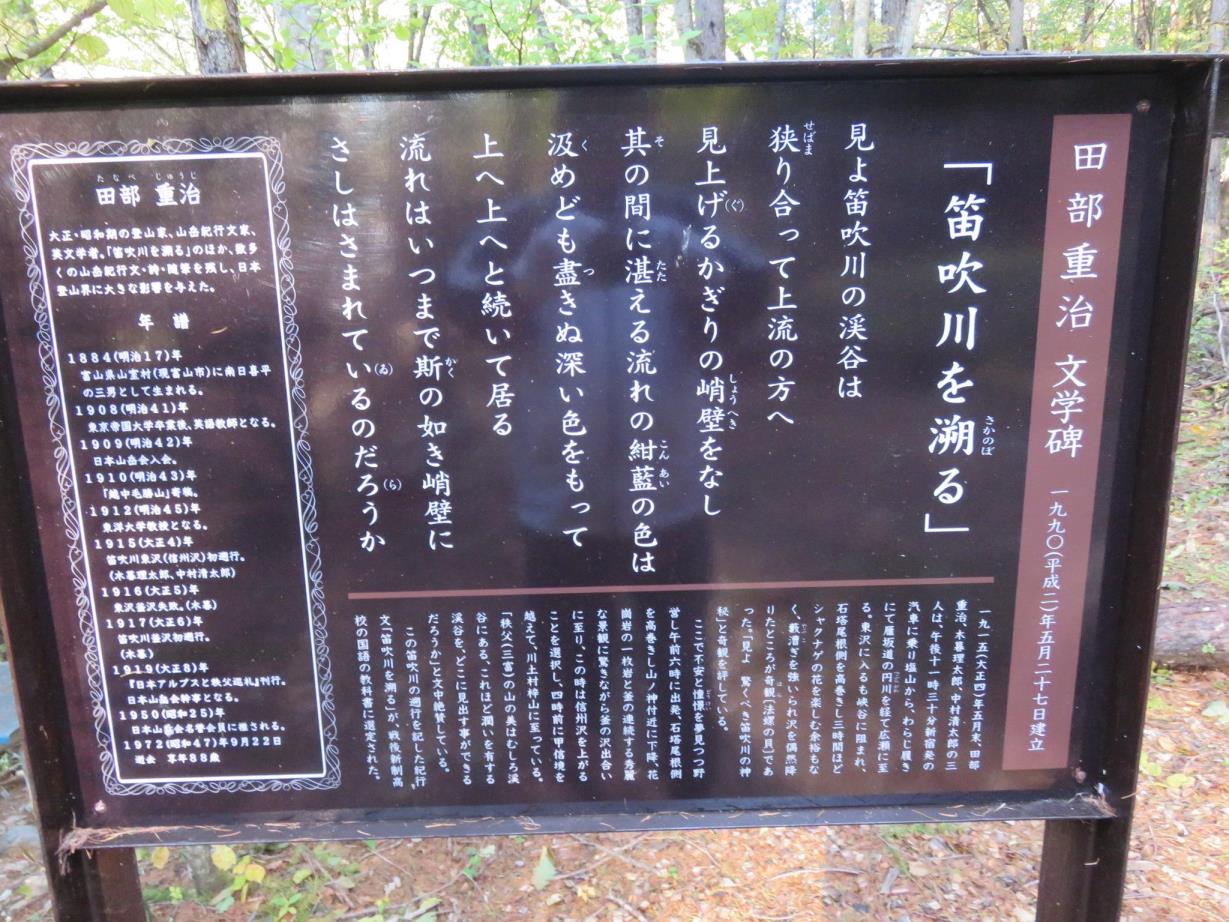 田部重治 文学碑 一九九〇(平成二)年五月二十七日建立
「笛吹川を溯る」
見よ笛吹川の渓谷は
狭り合って上流の方へ
見上げるかぎりの峭壁をなし
其の間に湛える流れの紺藍の色は
汲めども盡きぬ深い色をもって
上へ上へと続いて居る
流れはいつまで斯の如き峭壁に
さしはさまれているのだろうか
一九一五(大正四)年五月末、田部
重治、木暮理太郎、中村清太郎の三
人は、午後十一時二十分新宿発の
汽車に乗り塩山から、わらじ履き
にて雁坂道の円川を経て広瀬に至
る。東沢に入るも峡谷に阻まれ、
石塔尾根側を高巻きし三時間ほど
シャクナゲの花を楽しむ余裕もな
く、藪漕ぎを強いられ沢を偶然降
りたところが奇観(法螺の貝)であ
った。「見よ 驚くべき笛吹川の神
秘」と奇観を評している。
ここで不安と憧憬を夢見つつ野
営し午前六時に出発、石塔尾根側
を高巻きし山ノ神付近に下降、花
崗岩の一枚岩と釜の連続する秀麗
な景観に驚きながら釜の沢出合い
に至り、この時は信州沢を上がる
ことを選択し、四時前に甲信境を
越えて、川上村梓山に至っている。
「秩父(三富)の山の美はむしろ渓
谷にある、これほど潤いを有する
渓谷を、どこに見出す事ができる
だろうか」と文中絶賛している。
この笛吹川の遡行を記した紀行
文「笛吹川を溯る」が、戦後新制高
校の国語の教科書に選定された。
たなべ じゅうじ
田部 重治
大正・昭和期の登山家、山岳紀行文家、
英文学者。「笛吹川を溯る」のほか、数多
くの山岳紀行文・詩・随筆を残し、日本
登山界に大きな影響を与えた。
年 譜
1884(明治17)年
富山県山室村(現富山市)に南日喜平
の三男として生まれる。
1908(明治41)年
東京帝国大学卒業後、英語教師となる。
1909(明治42)年
日本山岳会入会。
1910(明治43)年
「越中毛勝山」寄稿。
1912(明治45)年
東洋大学教授となる。
1915(大正4)年
笛吹川東沢(信州沢)初遡行。
(木暮理太郎、中村清太郎)
1916(大正5)年
東沢釜沢失敗。(木暮)
1917(大正6)年
笛吹川釜沢初遡行。
(木暮)
1919(大正8)年
『日本アルプスと秩父巡礼』刊行。
日本山岳会幹事となる。
1950(昭和25)年
日本山岳会名誉会員に推される。
1972(昭和47)年9月22日
逝去 享年88歳